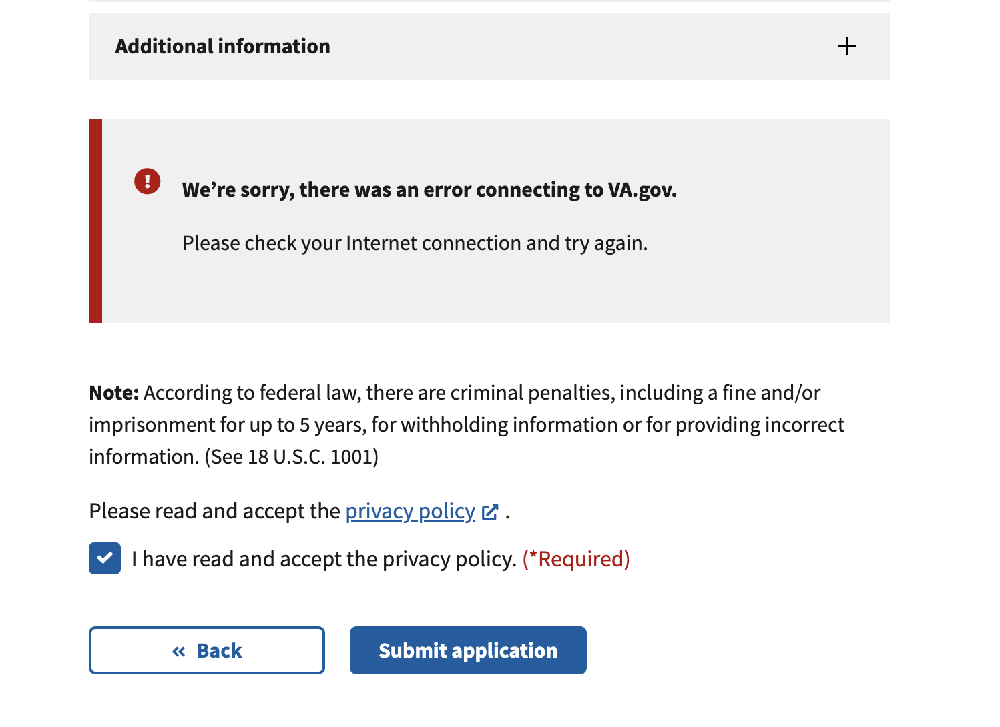 Additional information
We’re sorry, there was an error connecting to VA.gov.
Please check your Internet connection and try again.
Note: According to federal law, there are criminal penalties, including a fine and/or
imprisonment for up to 5 years, for withholding information or for providing incorrect
information. (See 18 U.S.C. 1001)
Please read and accept the privacy policy .
I have read and accept the privacy policy. (*Required)
« Back
Submit application